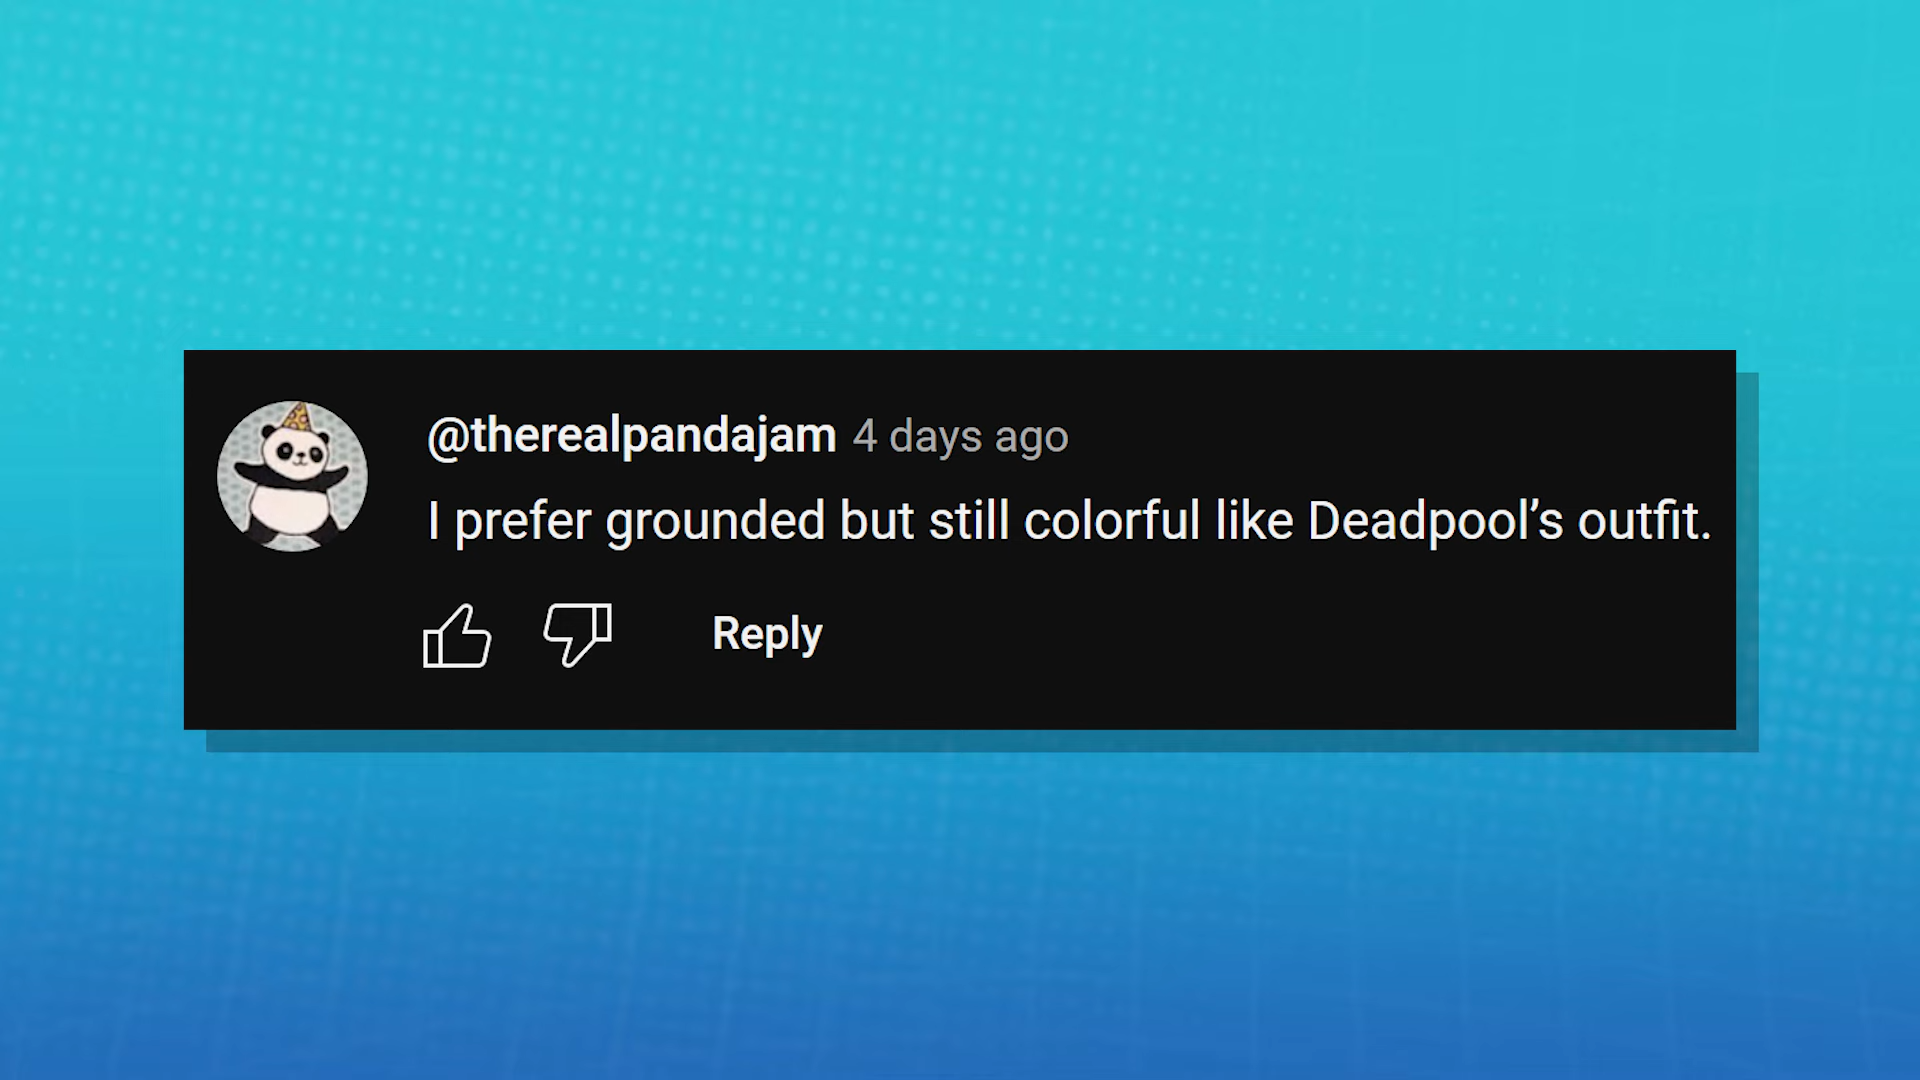 @therealpandajam 4 days ago
I prefer grounded but still colorful like Deadpool’s outfit.
Reply